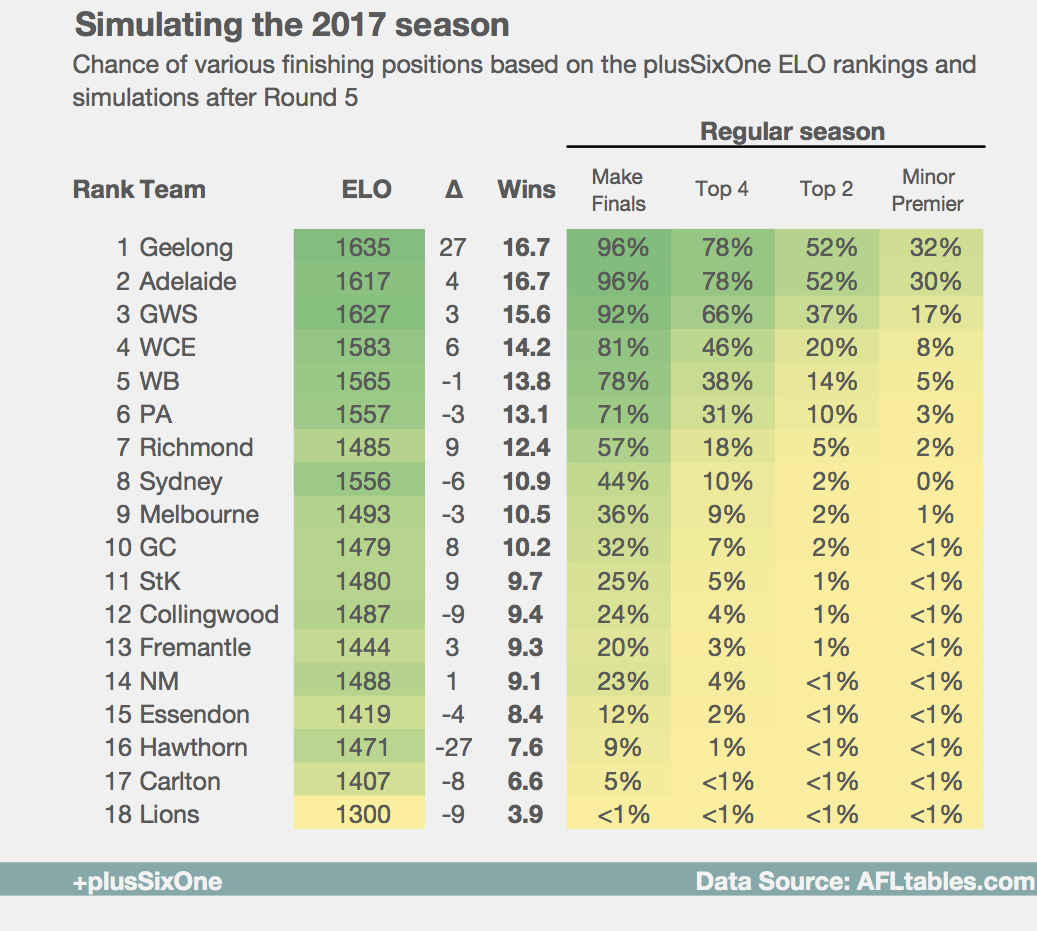 Simulating the 2017 season
Chance of various finishing positions based on the plusSixOne ELO rankings and
simulations after Round 5
Regular season
Rank Team ELO Δ Wins Make Finals Top 4 Top 2 Minor Premier
1 Geelong 1635 27 16.7 96% 78% 52% 32%
2 Adelaide 1617 4 16.7 96% 78% 52% 30%
3 GWS 1627 3 15.6 92% 66% 37% 17%
4 WCE 1583 6 14.2 81% 46% 20% 8%
5 WB 1565 -1 13.8 78% 38% 14% 5%
6 PA 1557 -3 13.1 71% 31% 10% 3%
7 Richmond 1485 9 12.4 57% 18% 5% 2%
8 Sydney 1556 -6 10.9 44% 10% 2% 0%
9 Melbourne 1493 -3 10.5 36% 9% 2% 1%
10 GC 1479 8 10.2 32% 7% 2% <1%
11 StK 1480 9 9.7 25% 5% 1% <1%
12 Collingwood 1487 -9 9.4 24% 4% 1% <1%
13 Fremantle 1444 3 9.3 20% 3% 1% <1%
14 NM 1488 1 9.1 23% 4% <1% <1%
15 Essendon 1419 -4 8.4 12% 2% <1% <1%
16 Hawthorn 1471 -27 7.6 9% 1% <1% <1%
17 Carlton 1407 -8 6.6 5% <1% <1% <1%
18 Lions 1300 -9 3.9 <1% <1% <1% <1%
+plusSixOne Data Source: AFLtables.com